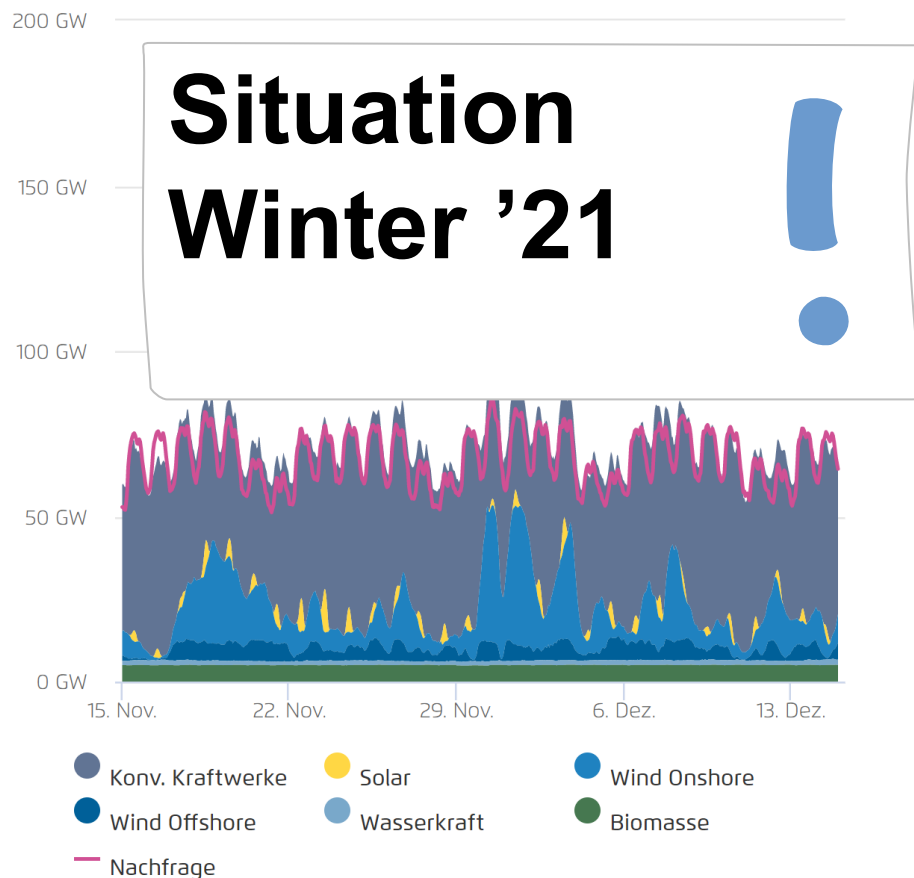 200 GW
Situation
Winter ’21 !
150 GW
100 GW
50 GW
0 GW
15. Nov. 22. Nov. 29. Nov. 6. Dez. 13. Dez.
Konv. Kraftwerke Solar Wind Onshore
Wind Offshore Wasserkraft Biomasse
Nachfrage